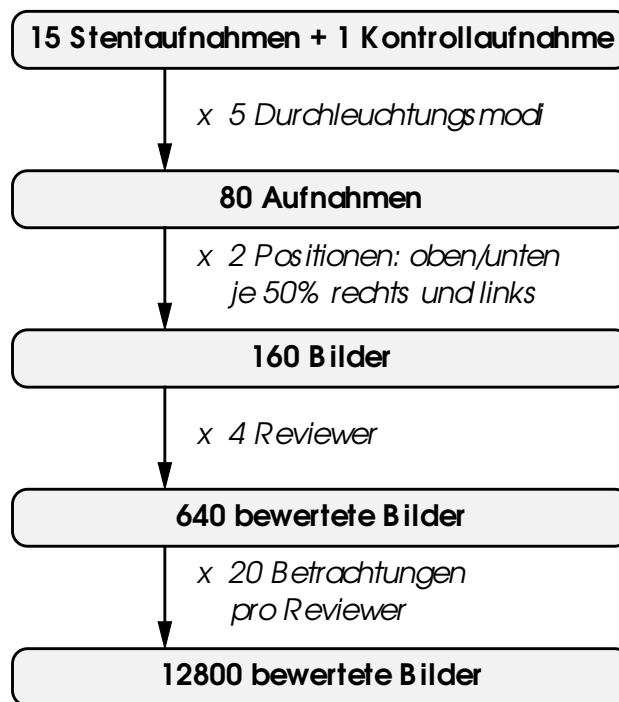 15 Stentaufnahmen + 1 Kontrollaufnahme
x 5 Durchleuchtungsmodi
80 Aufnahmen
x 2 Positionen: oben/unten
je 50% rechts und links
160 Bilder
x 4 Reviewer
640 bewertete Bilder
x 20 Betrachtungen
pro Reviewer
12800 bewertete Bilder